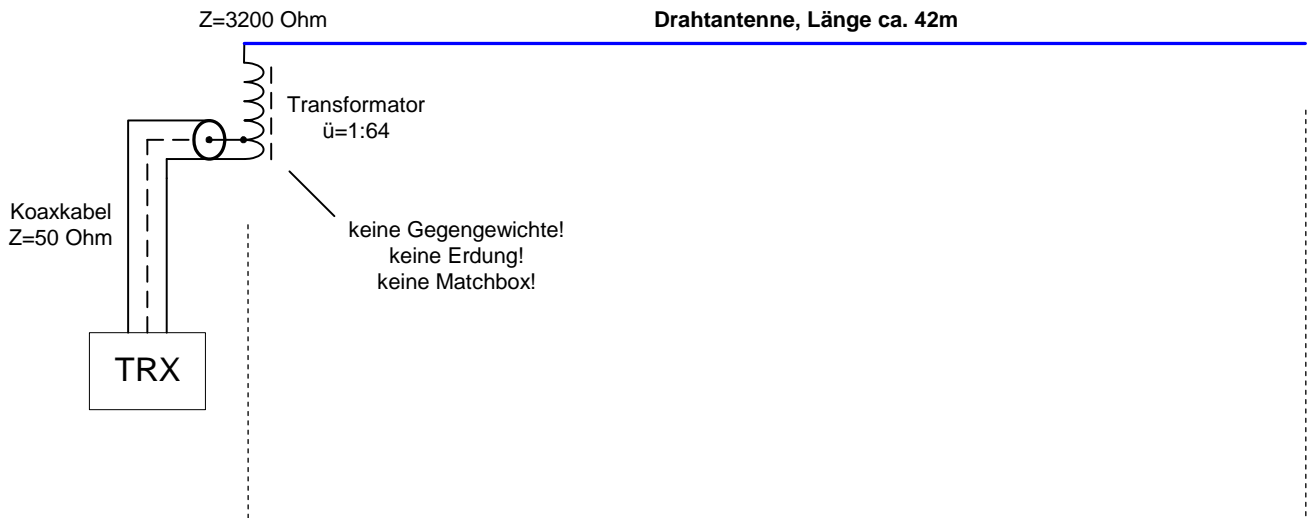 Z=3200 Ohm
Drahtantenne, Länge ca. 42m
Transformator
ü=1:64
Koaxkabel
Z=50 Ohm
keine Gegengewichte!
keine Erdung!
keine Matchbox!
TRX